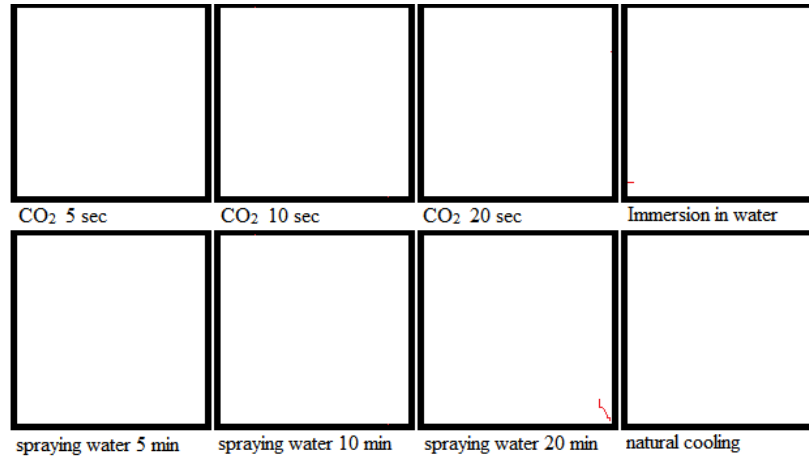 CO₂ 5 sec
CO₂ 10 sec
CO₂ 20 sec
Immersion in water
spraying water 5 min
spraying water 10 min
spraying water 20 min
natural cooling